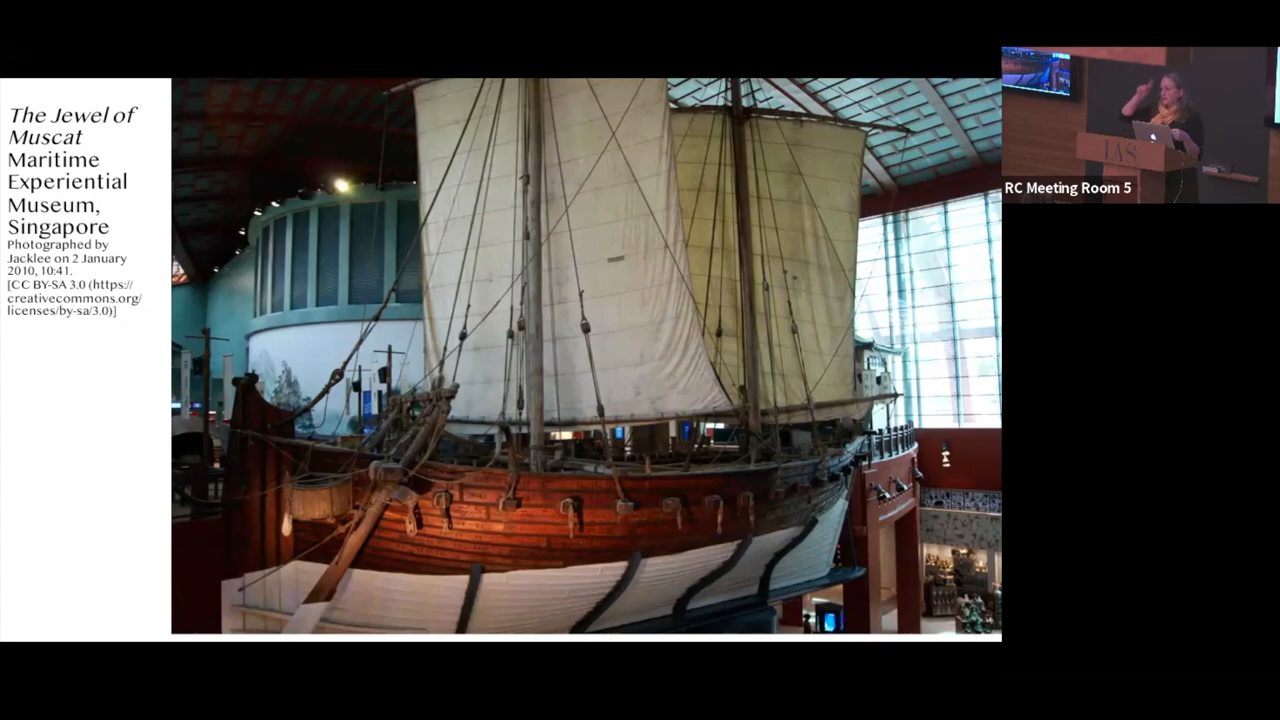 The Jewel of
Muscat
Maritime
Experiential
Museum,
Singapore
Photographed by
Jacklee on 2 January
2010, 10:41.
[CC BY-SA 3.0 (https://
creativecommons.org/
licenses/by-sa/3.0)]
IAS
RC Meeting Room 5